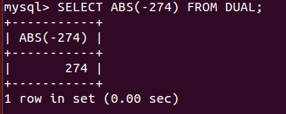 mysql> SELECT ABS(-274) FROM DUAL;
+-----------+
| ABS(-274) |
+-----------+
|       274 |
+-----------+
1 row in set (0.00 sec)